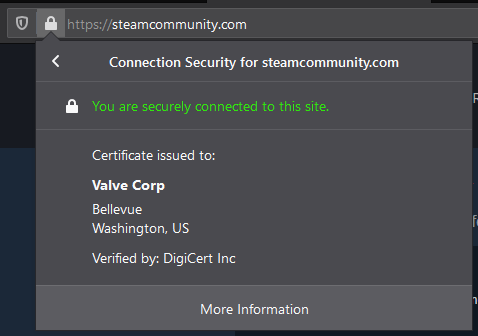 https://steamcommunity.com
Connection Security for steamcommunity.com
You are securely connected to this site.
Certificate issued to:
Valve Corp
Bellevue
Washington, US
Verified by: DigiCert Inc
More Information